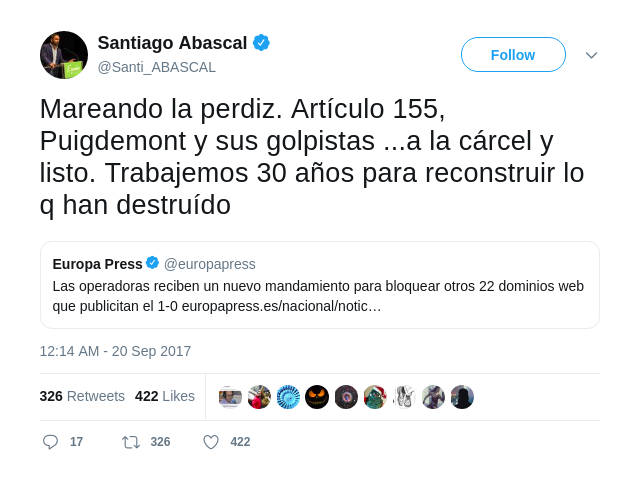 Santiago Abascal
@Santi_ABASCAL
Follow
Mareando la perdiz. Artículo 155,
Puigdemont y sus golpistas ...a la cárcel y
listo. Trabajemos 30 años para reconstruir lo
q han destruído
Europa Press @europapress
Las operadoras reciben un nuevo mandamiento para bloquear otros 22 dominios web
que publicitan el 1-0 europapress.es/nacional/notic…
12:14 AM - 20 Sep 2017
326 Retweets 422 Likes
17 326 422